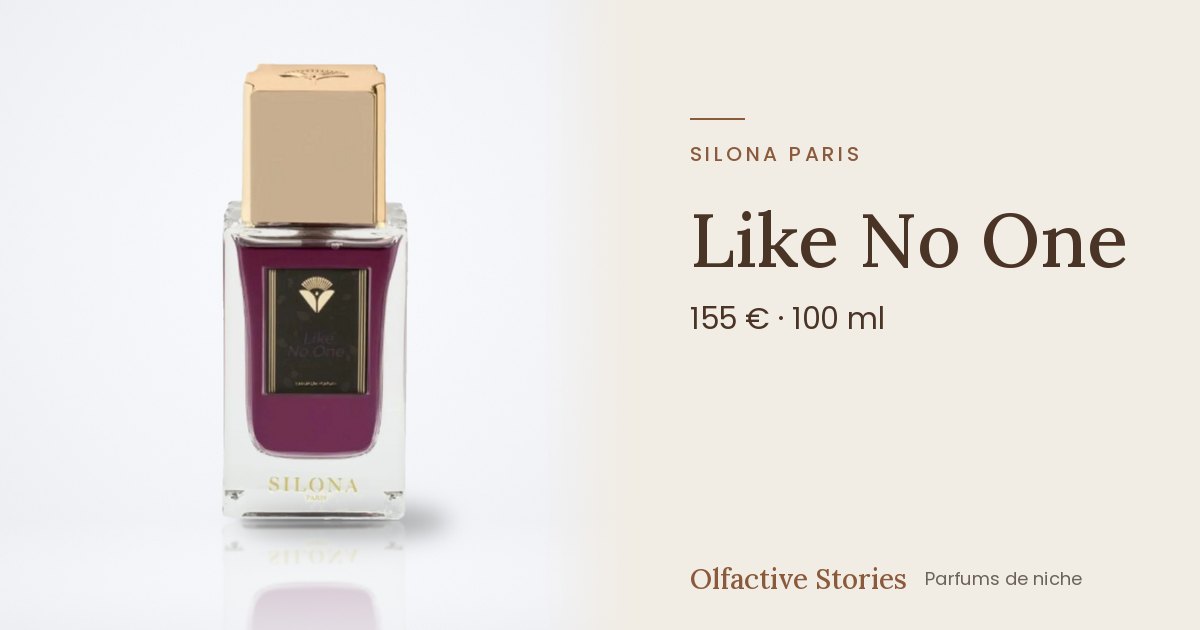 Like
No One
SILONA
PARIS
SILONA PARIS
Like No One
155 € · 100 ml
Olfactive Stories Parfums de niche